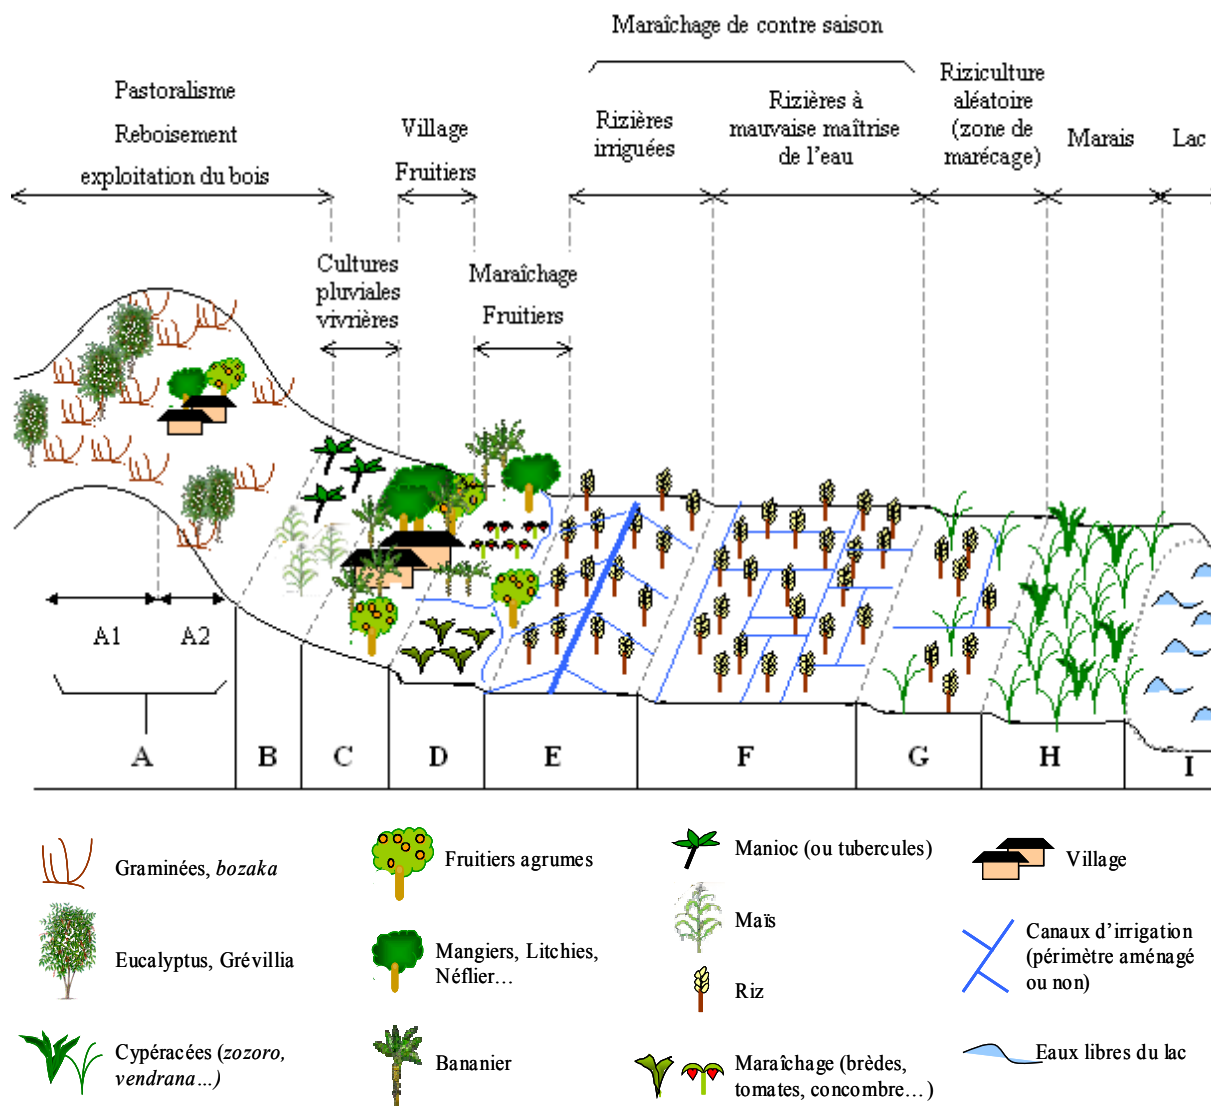 Maraîchage de contre saison
Pastoralisme
Reboisement
exploitation du bois
Village
Fruitiers
Rizières
irriguées
Rizières à
mauvaise maîtrise
de l'eau
Riziculture
aléatoire
(zone de
marécage)
Marais
Lac
Cultures
pluviales
vivrières
Maraîchage
Fruitiers
A1
A2
A
B
C
D
E
F
G
H
I
Graminées, bozaka
Eucalyptus, Grévillia
Cypéracées (zozoro,
vendrana…)
Fruitiers agrumes
Mangiers, Litchies,
Néflier…
Bananier
Manioc (ou tubercules)
Maïs
Riz
Maraîchage (brèdes,
tomates, concombre…)
Village
Canaux d'irrigation
(périmètre aménagé
ou non)
Eaux libres du lac